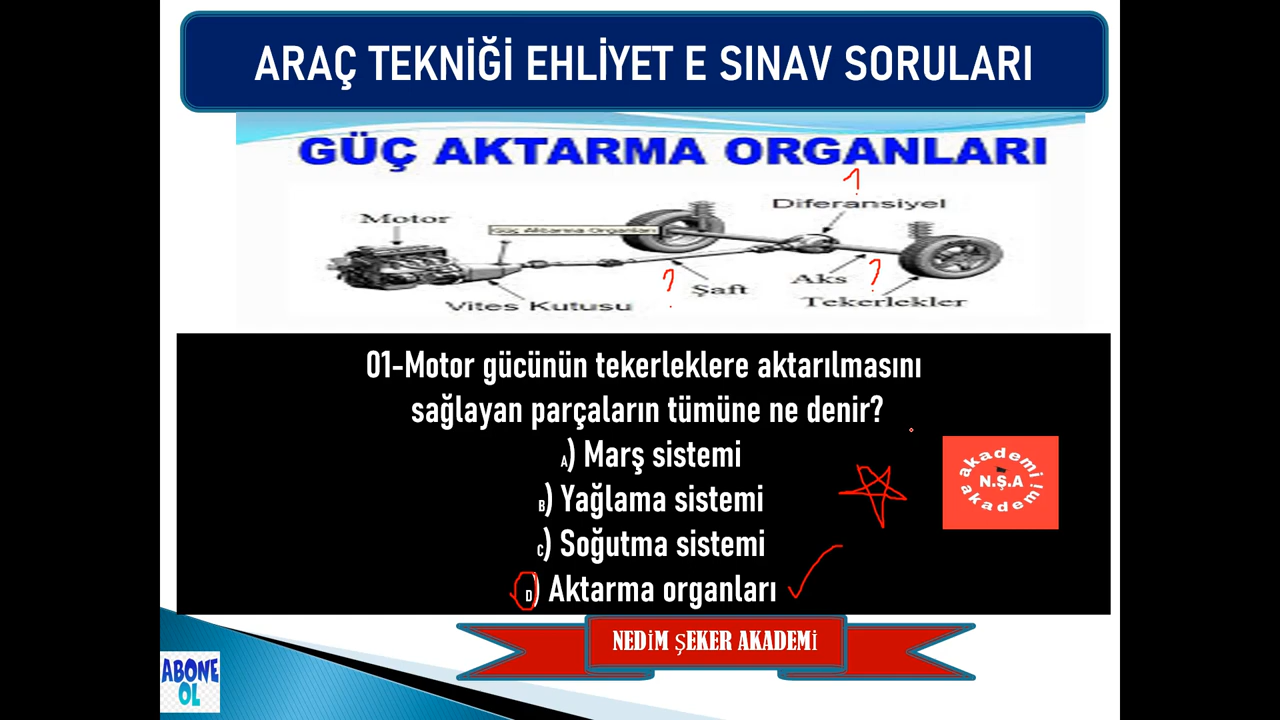 ARAÇ TEKNİĞİ EHLİYET E SINAV SORULARI
GÜÇ AKTARMA ORGANLARI
?
Diferansiyel
Motor
Güç Aktarma Organları
?
?
Şaft
Aks
Tekerlekler
Vites Kutusu
01-Motor gücünün tekerleklere aktarılmasını
sağlayan parçaların tümüne ne denir?
A) Marş sistemi
B) Yağlama sistemi
C) Soğutma sistemi
D) Aktarma organları
akademi
N.Ş.A
akademi
NEDİM ŞEKER AKADEMİ
ABONE
OL